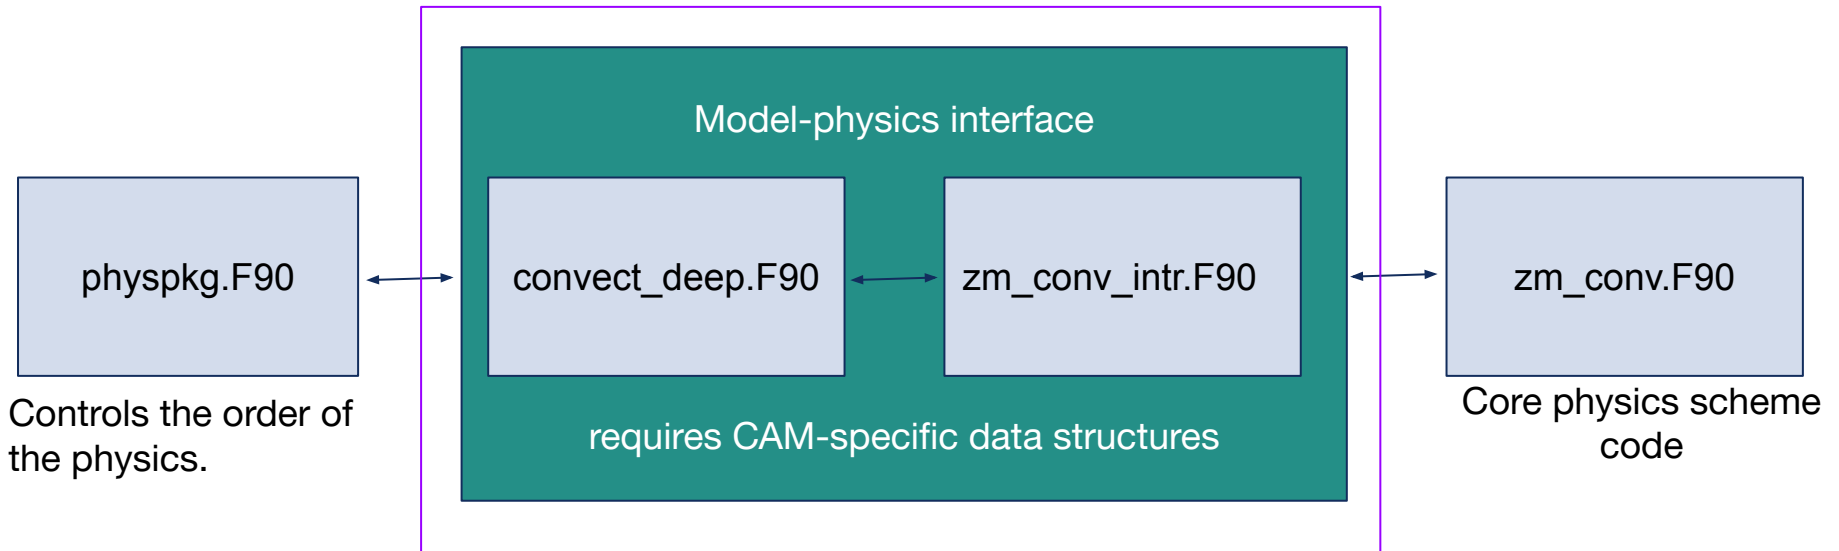 Model-physics interface
physpkg.F90
convect_deep.F90
zm_conv_intr.F90
zm_conv.F90
Controls the order of
the physics.
requires CAM-specific data structures
Core physics scheme
code